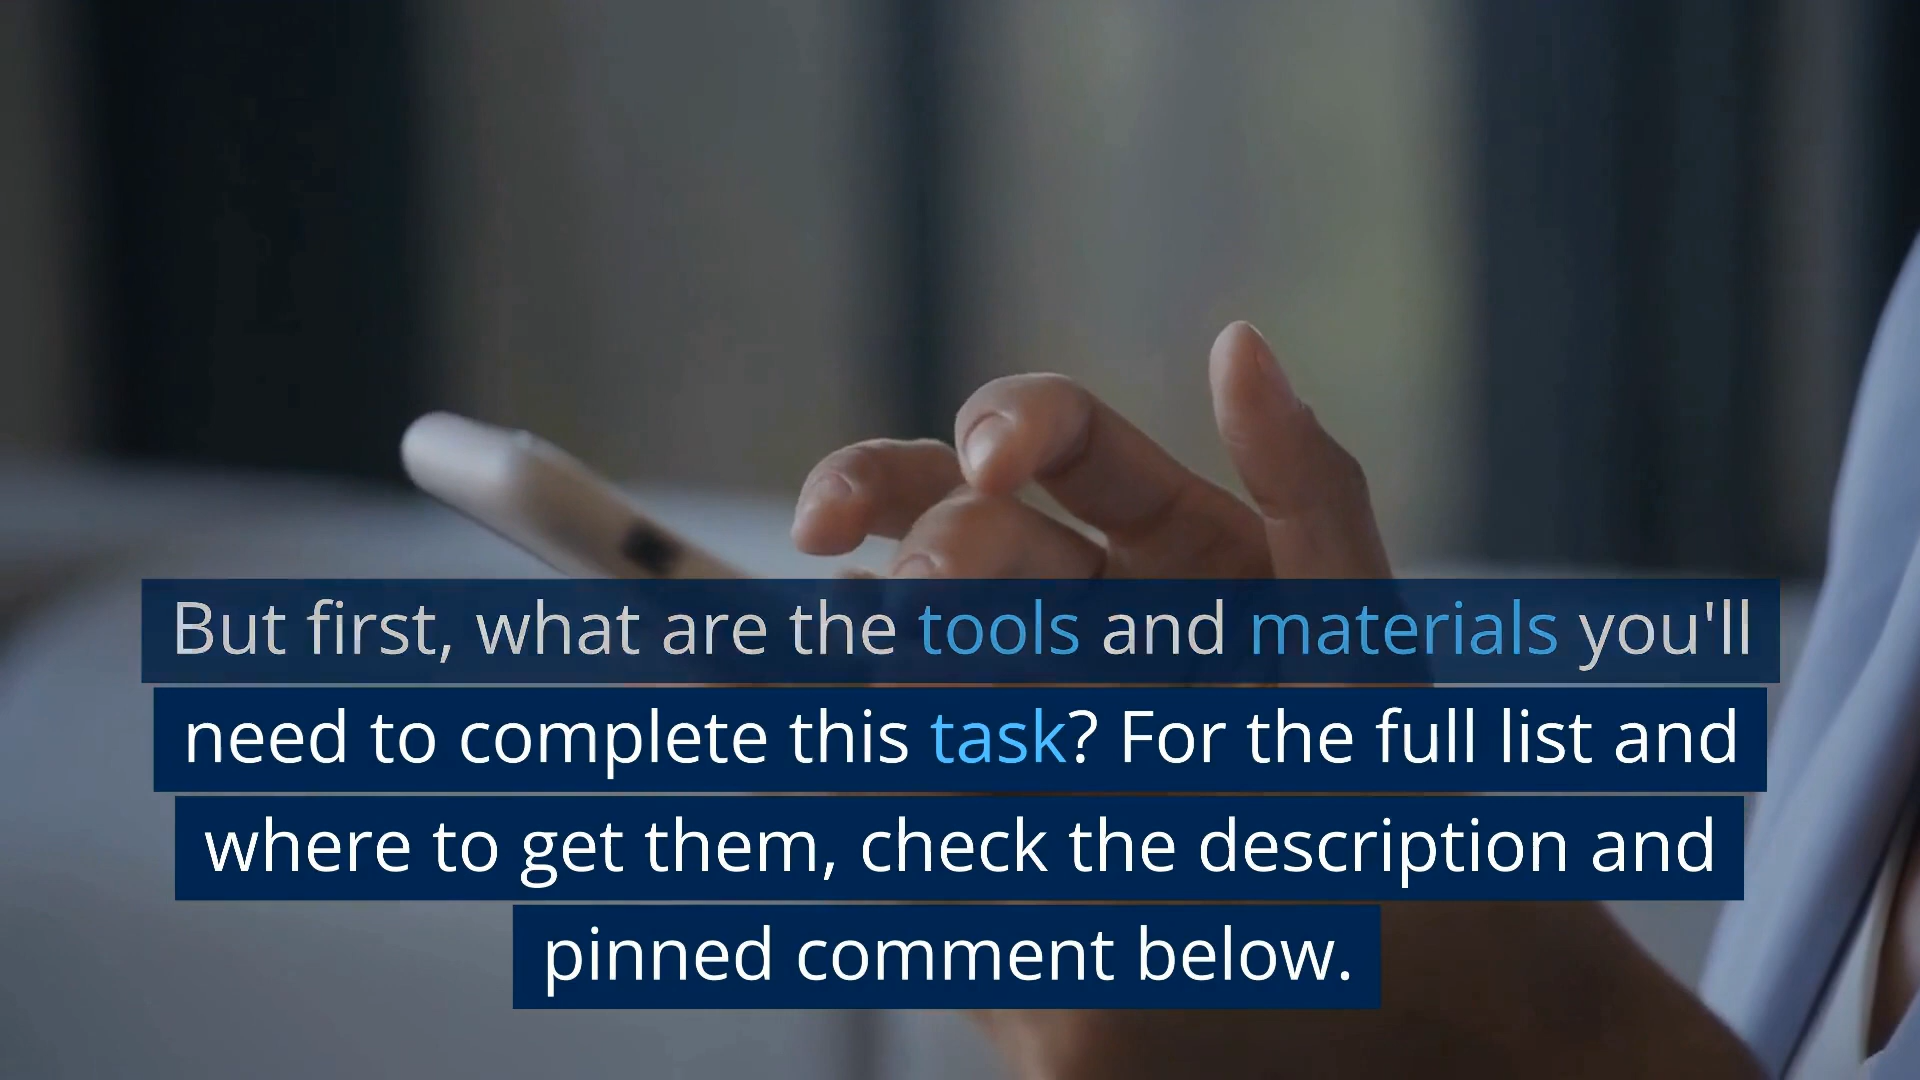 But first, what are the tools and materials you'll
need to complete this task? For the full list and
where to get them, check the description and
pinned comment below.